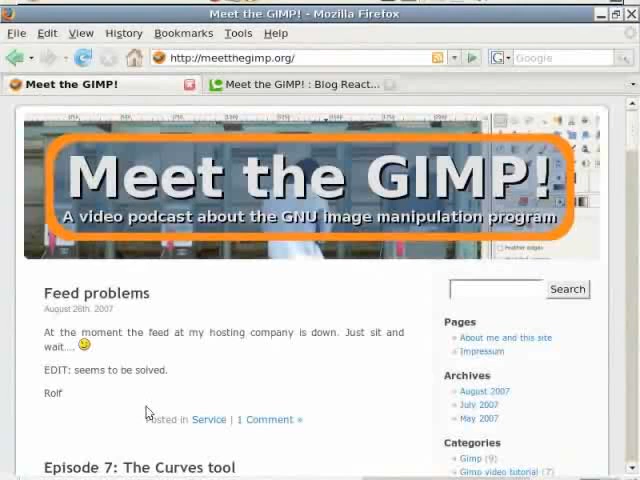 Meet the GIMP! - Mozilla Firefox
File Edit View History Bookmarks Tools Help
http://meetthegimp.org/
Google
Meet the GIMP!
Meet the GIMP! : Blog React...
Meet the GIMP!
A video podcast about the GNU image manipulation program
Feather edges
Feed problems
August 26th, 2007
At the moment the feed at my hosting company is down. Just sit and
wait....
EDIT: seems to be solved.
Rolf
Posted in Service | 1 Comment »
Episode 7: The Curves tool
Search
Pages
» About me and this site
» Impressum
Archives
» August 2007
» July 2007
» May 2007
Categories
» Gimp (9)
» Gimp video tutorial (7)